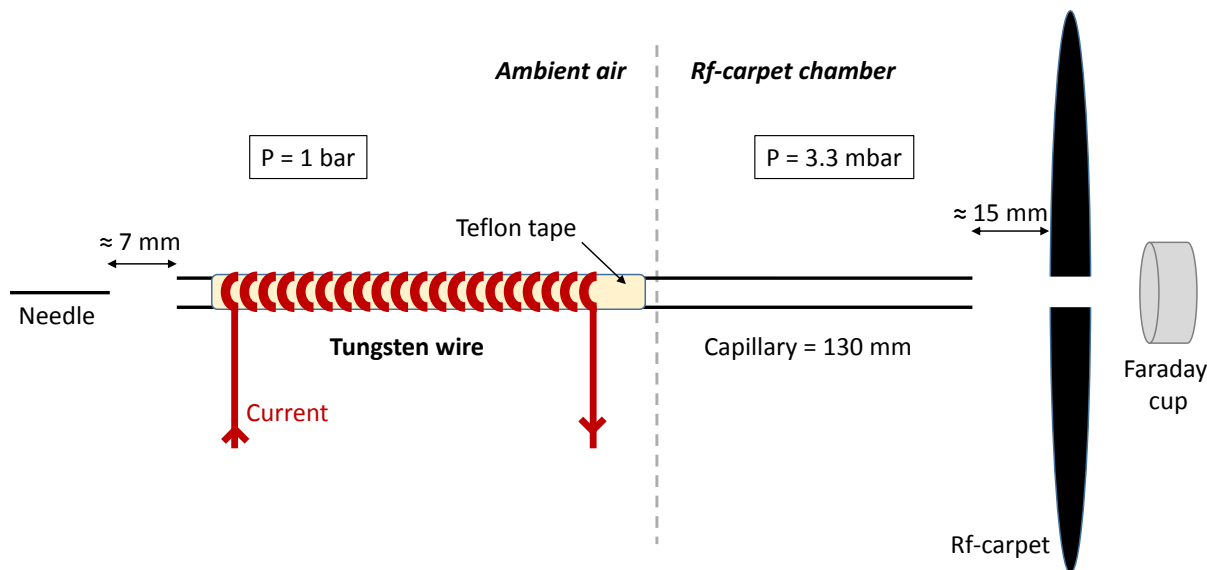 Ambient air
Rf-carpet chamber
P = 1 bar
P = 3.3 mbar
≈ 7 mm
Teflon tape
≈ 15 mm
Needle
Tungsten wire
Capillary = 130 mm
Faraday
cup
Current
Rf-carpet